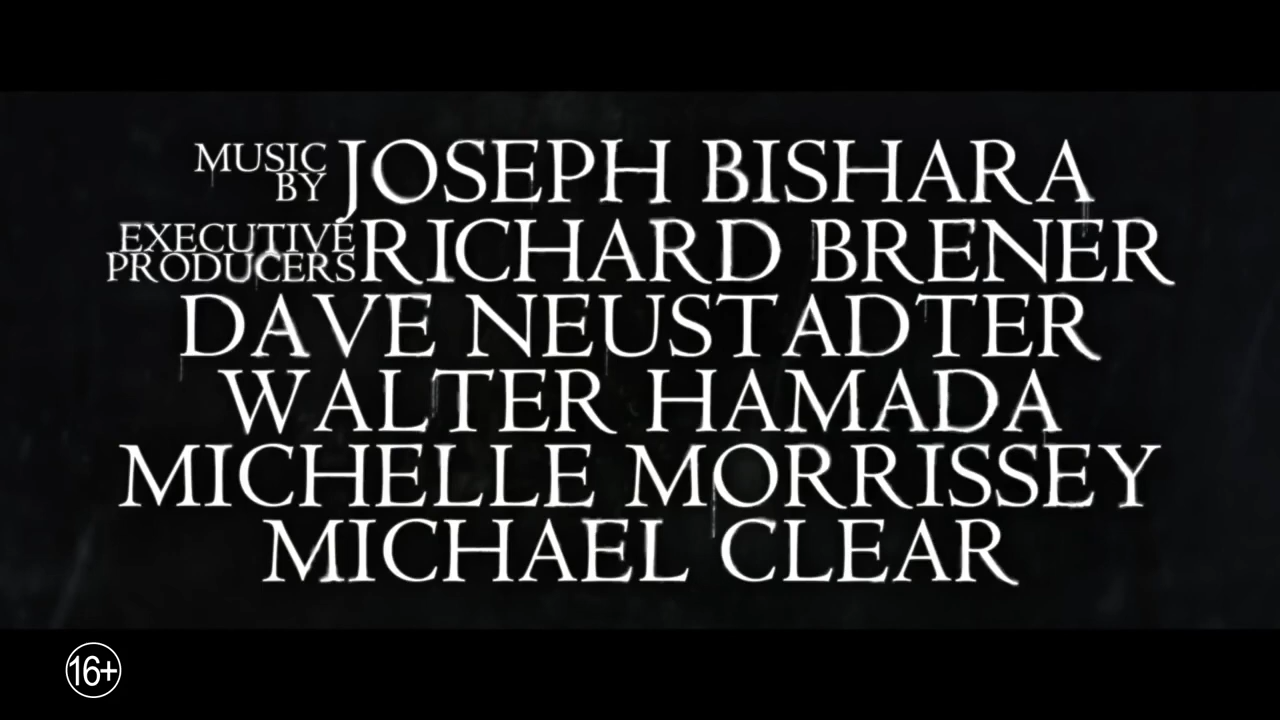 MUSIC BY JOSEPH BISHARA
EXECUTIVE PRODUCERS RICHARD BRENER
DAVE NEUSTADTER
WALTER HAMADA
MICHELLE MORRISSEY
MICHAEL CLEAR
16+